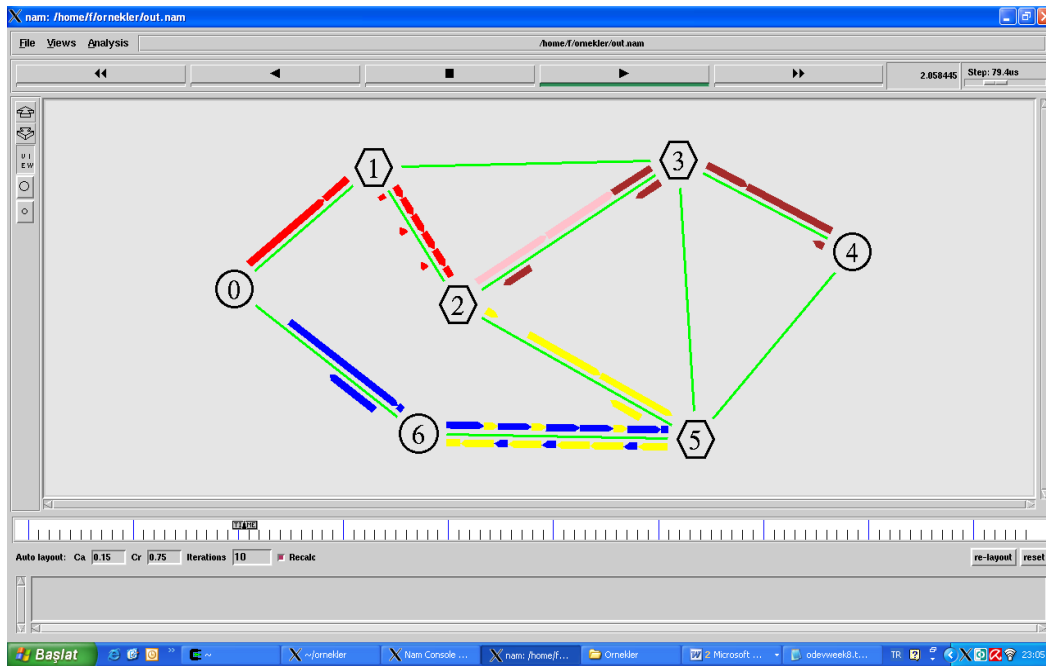 nam: /home/f/ornekler/out.nam
File Views Analysis /home/f/ornekler/out.nam
2.058445 Step: 79.4us
VIEW
1
3
4
0
2
6
5
TIME
Auto layout: Ca 0.15 Cr 0.75 Iterations 10 Recalc re-layout reset
Başlat ~ ~/ornekler Nam Console ... nam: /home/f... Ornekler 2 Microsoft ... odevweek8.t... TR 23:05